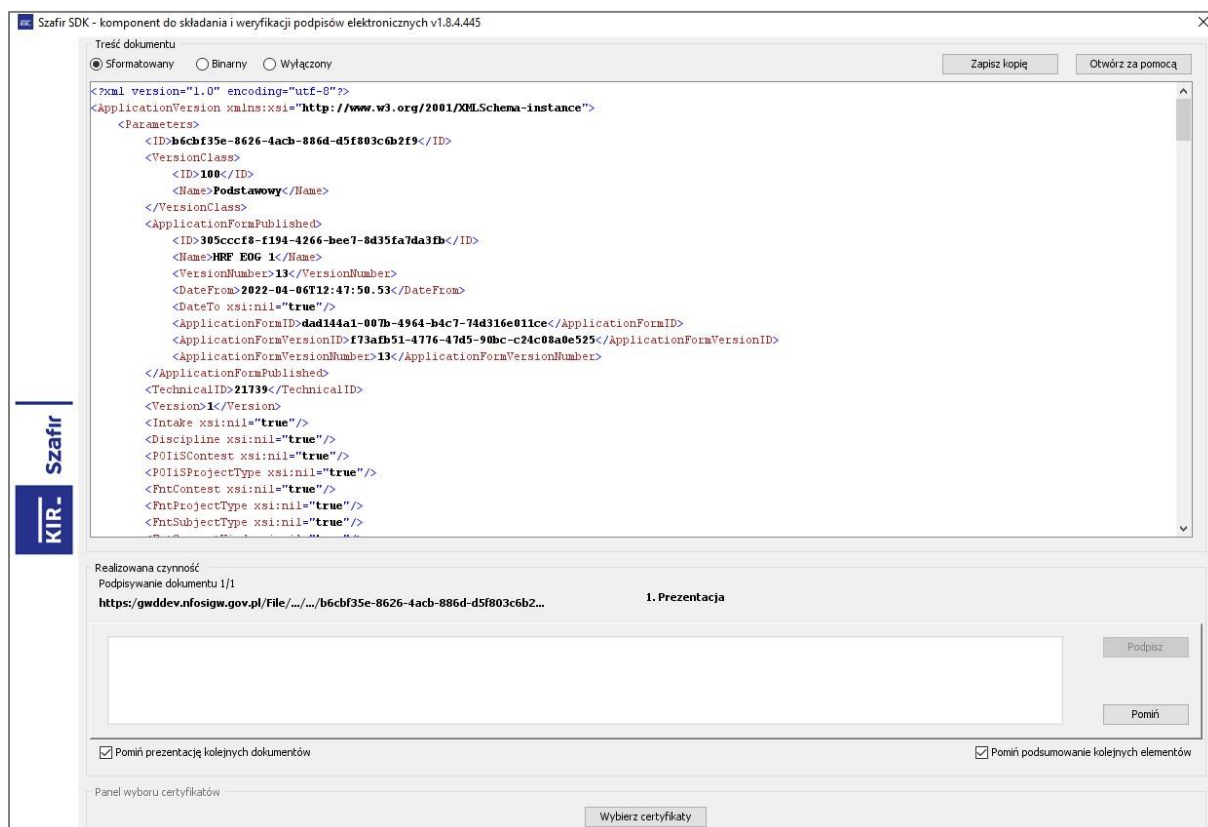 Szafir SDK - komponent do składania i weryfikacji podpisów elektronicznych v1.8.4.445
Treść dokumentu
Sformatowany Binarny Wyłączony Zapisz kopię Otwórz za pomocą
<?xml version="1.0" encoding="utf-8"?>
<ApplicationVersion xmlns:xsi="http://www.w3.org/2001/XMLSchema-instance">
<Parameters>
<ID>b6cbf35e-8626-4acb-886d-d5f803c6b2f9</ID>
<VersionClass>
<ID>100</ID>
<Name>Podstawowy</Name>
</VersionClass>
<ApplicationFormPublished>
<ID>305cccf8-f194-4266-bee7-8d35fa7da3fb</ID>
<Name>HRF EOG 1</Name>
<VersionNumber>13</VersionNumber>
<DateFrom>2022-04-06T12:47:50.53</DateFrom>
<DateTo xsi:nil="true"/>
<ApplicationFormID>dad144a1-007b-4964-b4c7-74d316e011ce</ApplicationFormID>
<ApplicationFormVersionID>f73afb51-4776-47d5-90bc-c24c08a0e525</ApplicationFormVersionID>
<ApplicationFormVersionNumber>13</ApplicationFormVersionNumber>
</ApplicationFormPublished>
<TechnicalID>21739</TechnicalID>
<Version>1</Version>
<Intake xsi:nil="true"/>
<Discipline xsi:nil="true"/>
<POIiSContest xsi:nil="true"/>
<POIiSProjectType xsi:nil="true"/>
<FntContest xsi:nil="true"/>
<FntProjectType xsi:nil="true"/>
<FntSubjectType xsi:nil="true"/>
Szafir
KIR.
Realizowana czynność
Podpisywanie dokumentu 1/1
https:/gwddev.nfosigw.gov.pl/File/.../.../b6cbf35e-8626-4acb-886d-d5f803c6b2... 1. Prezentacja
Podpisz
Pomiń
Pomiń prezentację kolejnych dokumentów Pomiń podsumowanie kolejnych elementów
Panel wyboru certyfikatów
Wybierz certyfikaty